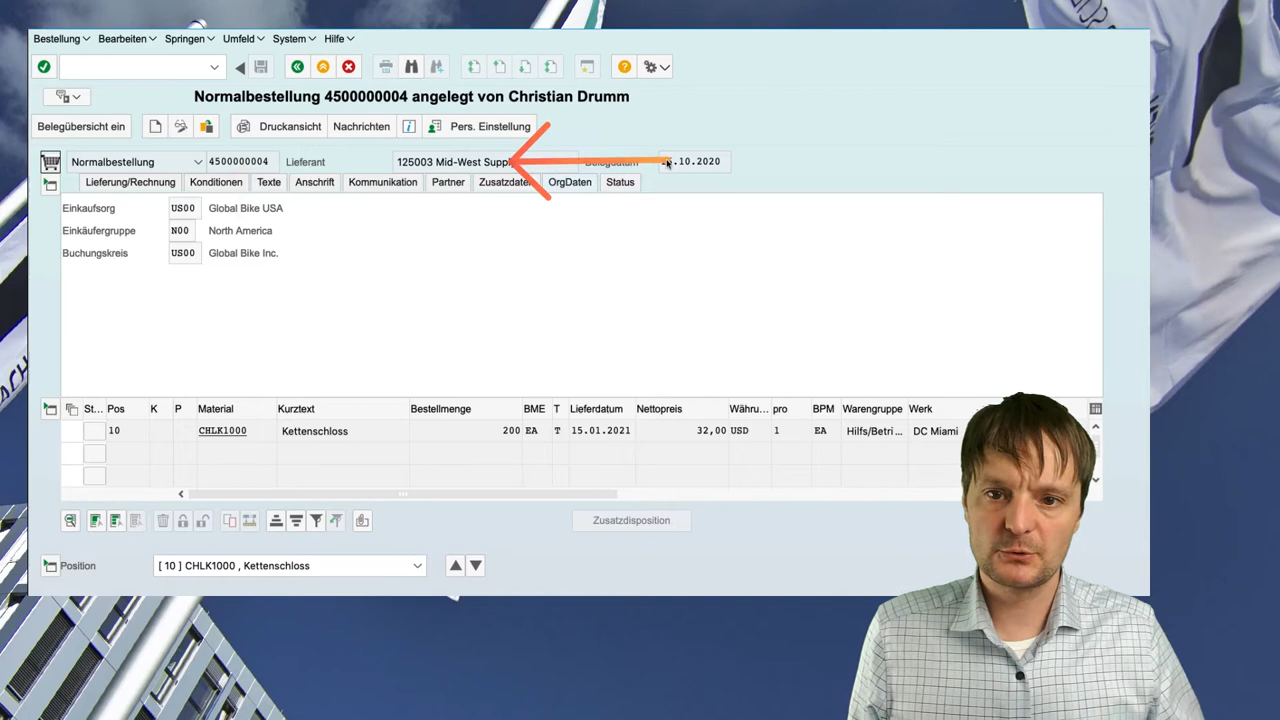 Bestellung Bearbeiten Springen Umfeld System Hilfe
Normalbestellung 4500000004 angelegt von Christian Drumm
Belegübersicht ein Druckansicht Nachrichten Pers. Einstellung
Normalbestellung 4500000004 Lieferant 125003 Mid-West .10.2020
Lieferung/Rechnung Konditionen Texte Anschrift Kommunikation Partner Zusatzdaten OrgDaten Status
Einkaufsorg US00 Global Bike USA
Einkäufergruppe N00 North America
Buchungskreis US00 Global Bike Inc.
St... Pos K P Material Kurztext Bestellmenge BME T Lieferdatum Nettopreis Währu... pro BPM Warengruppe Werk
10 CHLK1000 Kettenschloss 200 EA T 15.01.2021 32,00 USD 1 EA Hilfs/Betri... DC Miami
Zusatzdisposition
Position [ 10 ] CHLK1000 , Kettenschloss